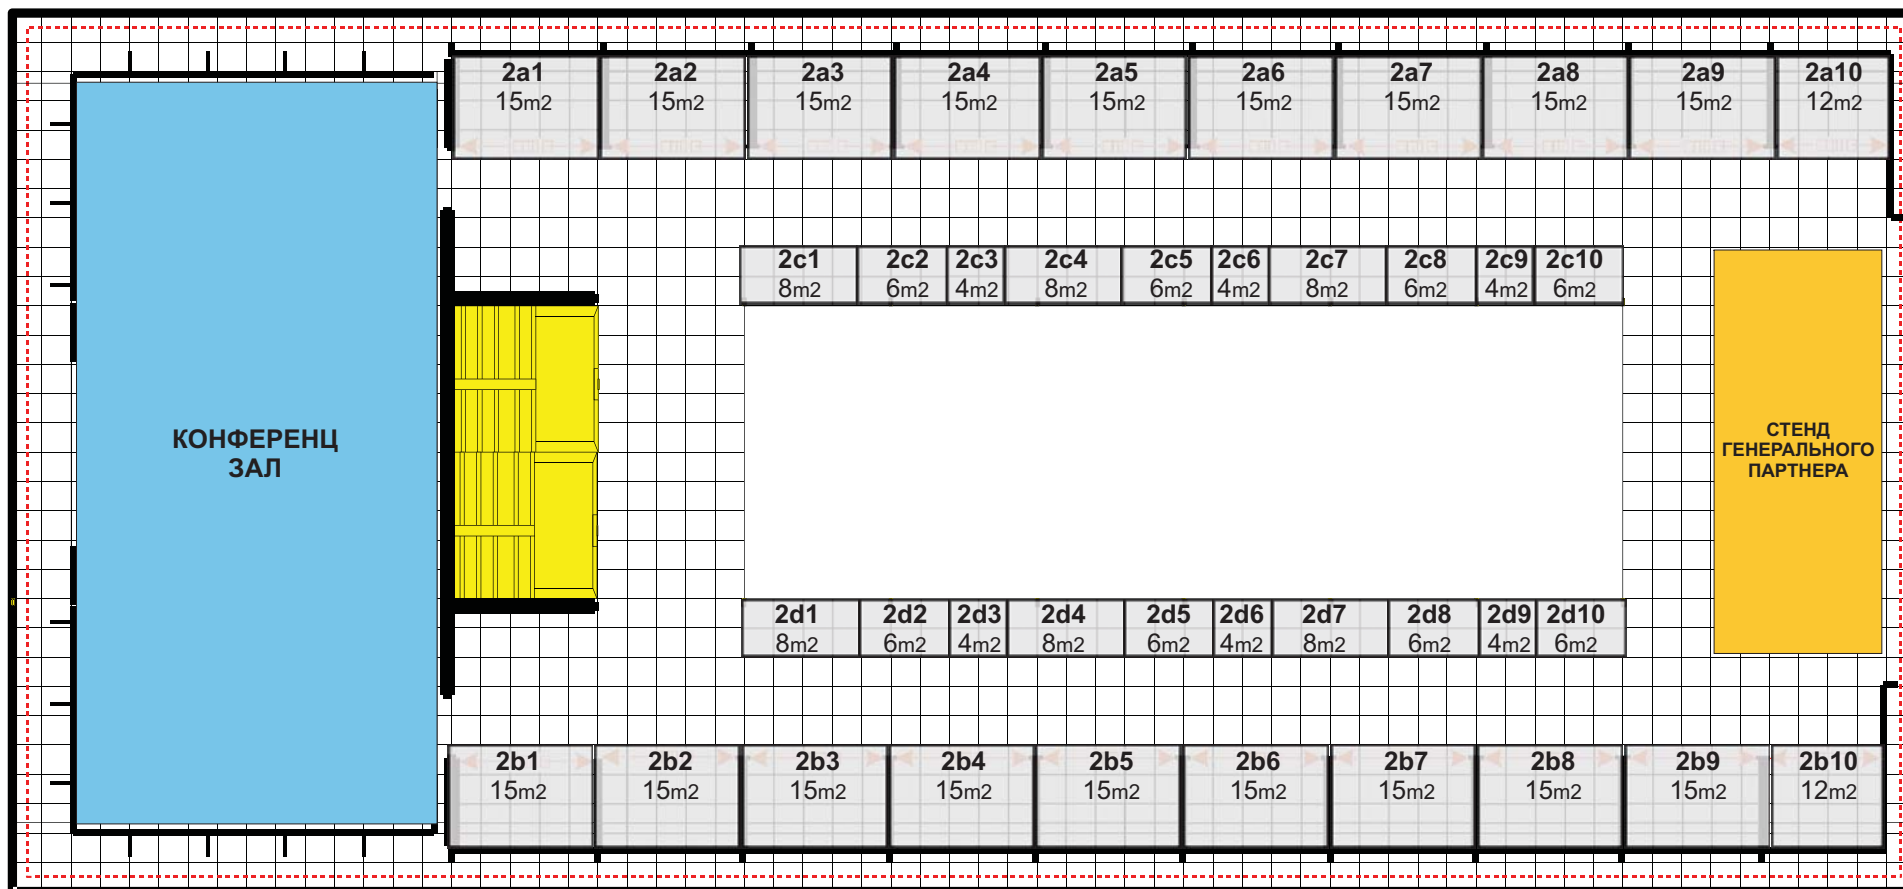 2a1 2a2 2a3 2a4 2a5 2a6 2a7 2a8 2a9 2a10
15m2 15m2 15m2 15m2 15m2 15m2 15m2 15m2 15m2 12m2
2c1 2c2 2c3 2c4 2c5 2c6 2c7 2c8 2c9 2c10
8m2 6m2 4m2 8m2 6m2 4m2 8m2 6m2 4m2 6m2
КОНФЕРЕНЦ
ЗАЛ
СТЕНД
ГЕНЕРАЛЬНОГО
ПАРТНЕРА
2d1 2d2 2d3 2d4 2d5 2d6 2d7 2d8 2d9 2d10
8m2 6m2 4m2 8m2 6m2 4m2 8m2 6m2 4m2 6m2
2b1 2b2 2b3 2b4 2b5 2b6 2b7 2b8 2b9 2b10
15m2 15m2 15m2 15m2 15m2 15m2 15m2 15m2 15m2 12m2